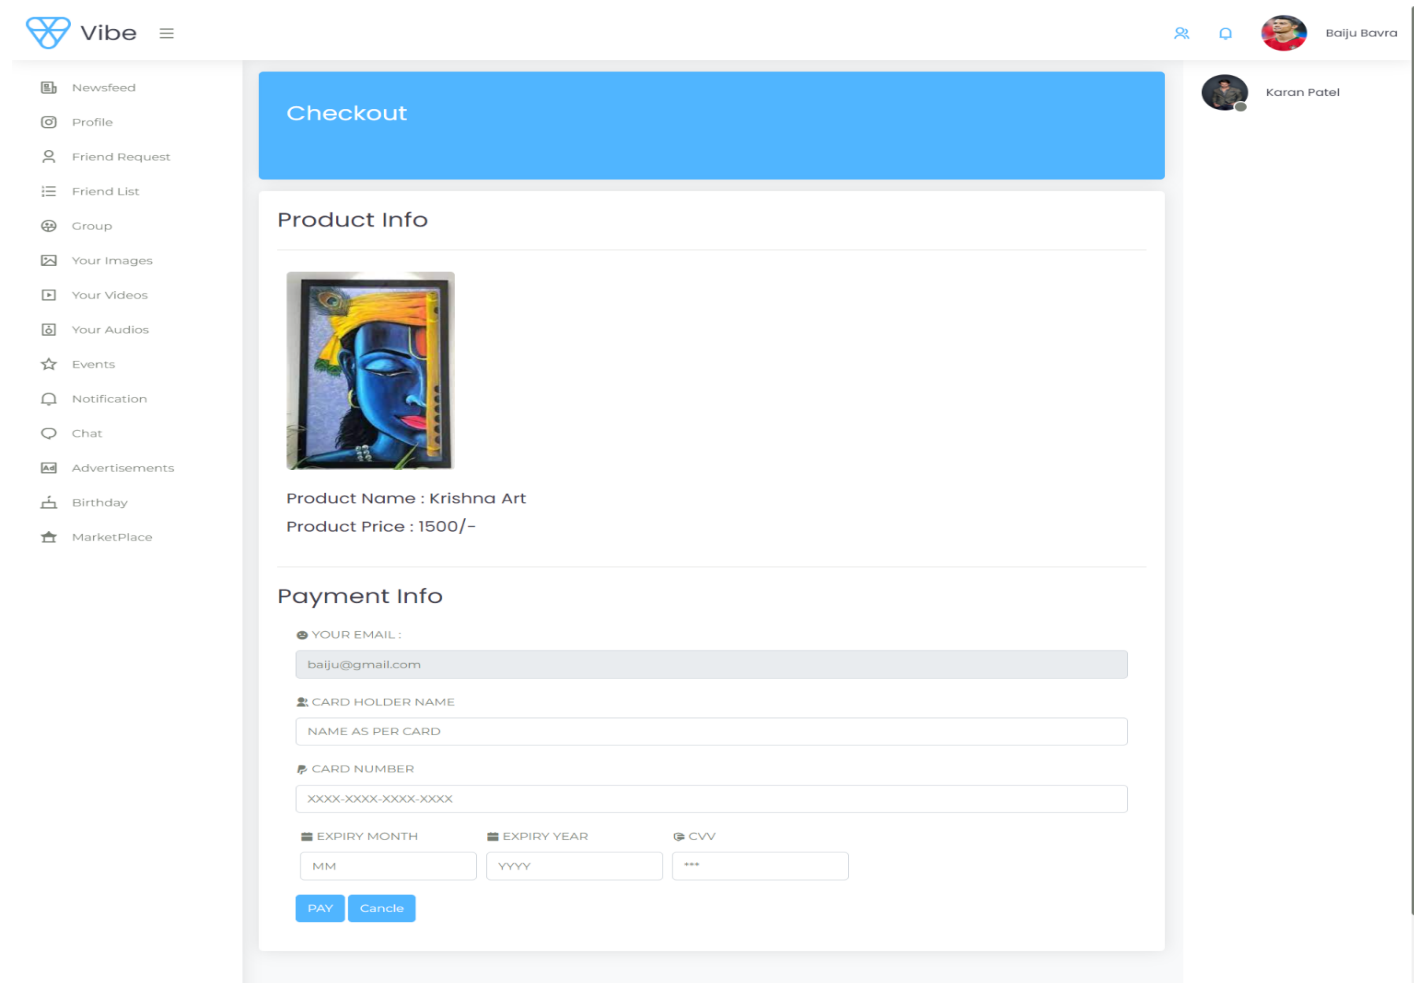 Vibe
Baiju Bavra
Newsfeed
Profile
Friend Request
Friend List
Group
Your Images
Your Videos
Your Audios
Events
Notification
Chat
Ad Advertisements
Birthday
MarketPlace
Checkout
Product Info
Product Name : Krishna Art
Product Price : 1500/-
Payment Info
YOUR EMAIL :
baiju@gmail.com
CARD HOLDER NAME
NAME AS PER CARD
CARD NUMBER
XXXX-XXXX-XXXX-XXXX
EXPIRY MONTH EXPIRY YEAR CVV
MM YYYY ***
PAY Cancle
Karan Patel